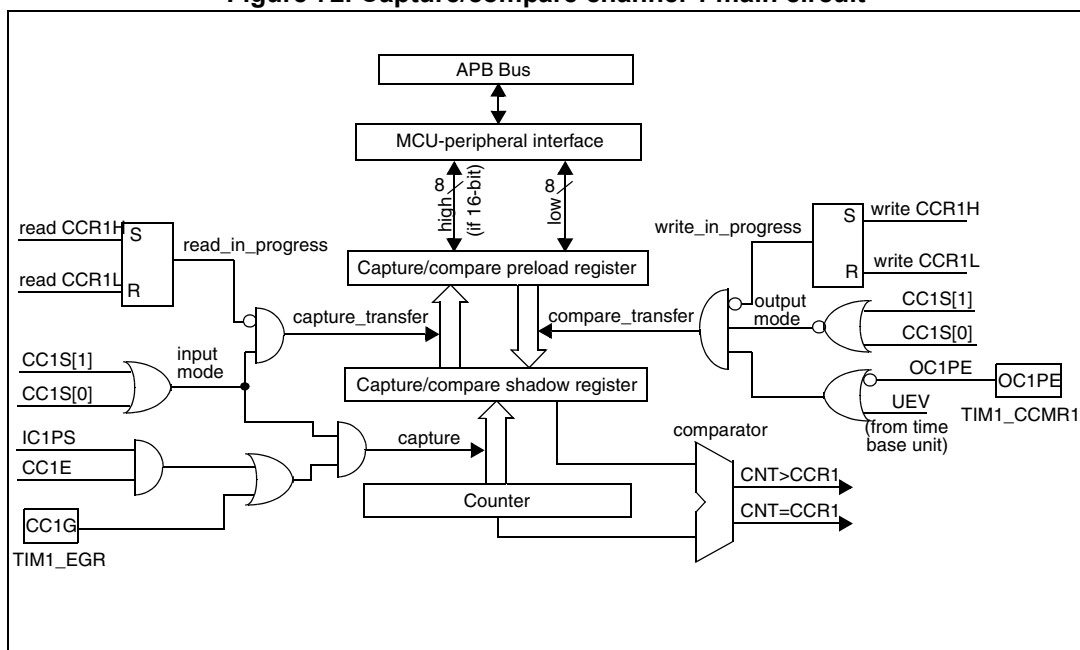 Figure 72. Capture/compare channel 1 main circuit
APB Bus
MCU-peripheral interface
8
high
(if 16-bit)
8
low
read CCR1H
S
read_in_progress
read CCR1L
R
write_in_progress
S
write CCR1H
R
write CCR1L
Capture/compare preload register
capture_transfer
compare_transfer
output
mode
CC1S[1]
CC1S[0]
CC1S[1]
CC1S[0]
input
mode
Capture/compare shadow register
OC1PE
OC1PE
UEV
TIM1_CCMR1
(from time
base unit)
IC1PS
CC1E
capture
comparator
CNT>CCR1
CNT=CCR1
Counter
CC1G
TIM1_EGR